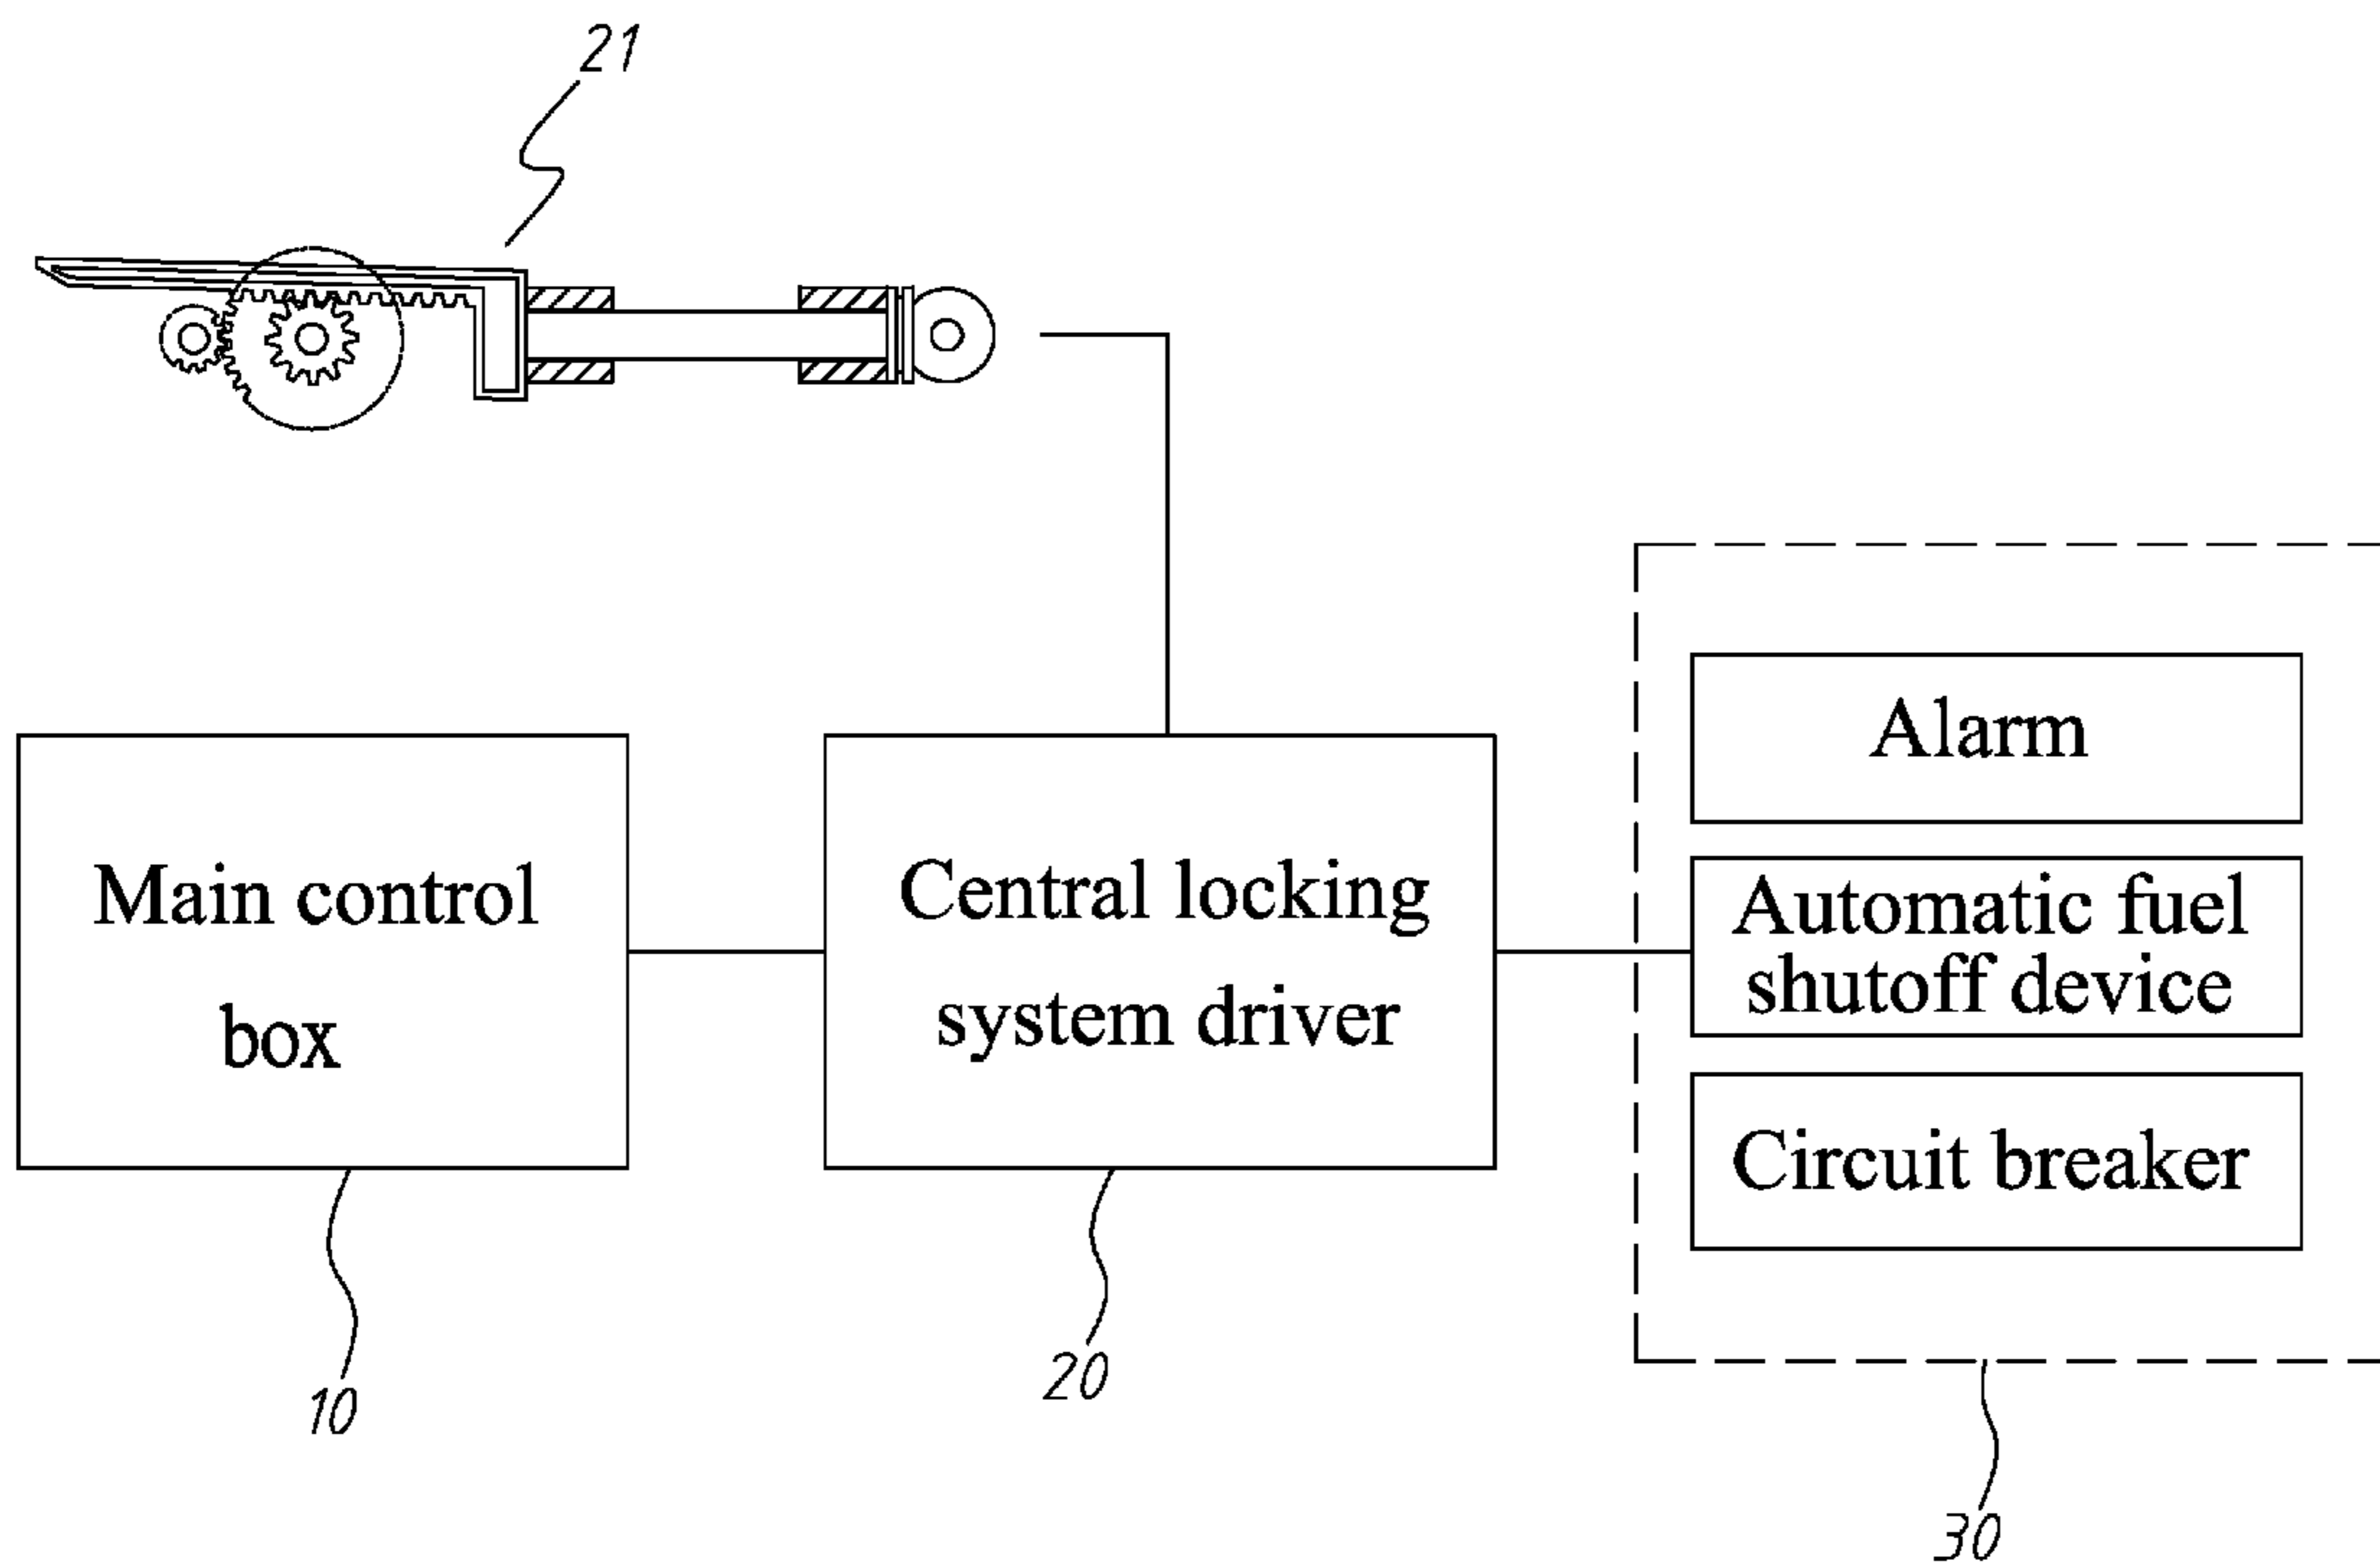 21
Alarm
Main control
box
Central locking
system driver
Automatic fuel
shutoff device
Circuit breaker
10
20
30